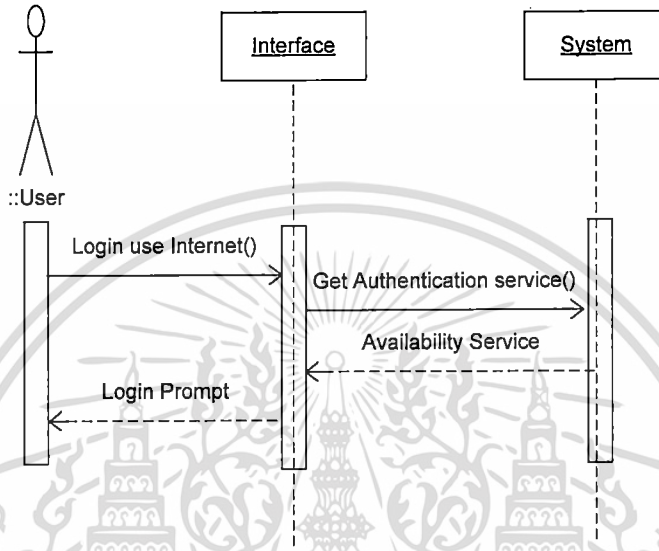 Interface
System
::User
Login use Internet()
Get Authentication service()
Availability Service
Login Prompt